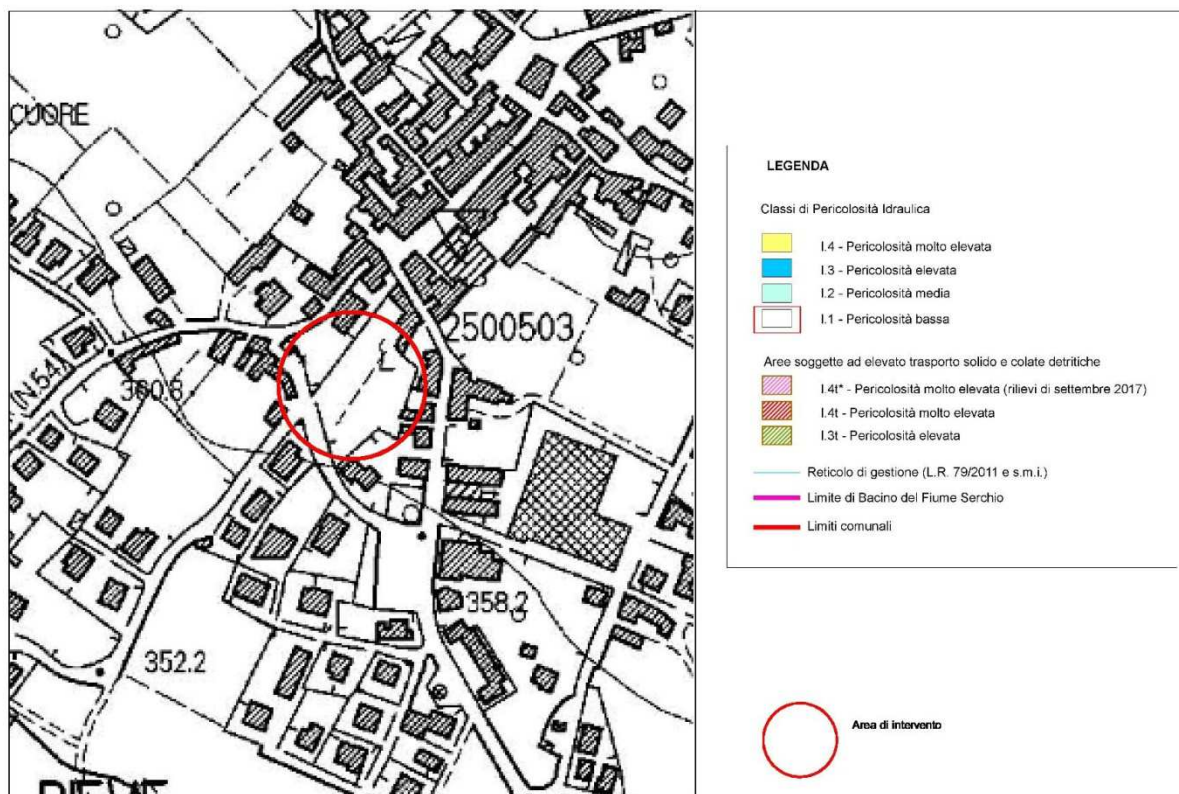 CUORE
2500503
(N.54)
360.8
358.2
352.2
PIEVE
LEGENDA
Classi di Pericolosità Idraulica
I.4 - Pericolosità molto elevata
I.3 - Pericolosità elevata
I.2 - Pericolosità media
I.1 - Pericolosità bassa
Aree soggette ad elevato trasporto solido e colate detritiche
I.4t* - Pericolosità molto elevata (rilievi di settembre 2017)
I.4t - Pericolosità molto elevata
I.3t - Pericolosità elevata
Reticolo di gestione (L.R. 79/2011 e s.m.i.)
Limite di Bacino del Fiume Serchio
Limiti comunali
Area di intervento